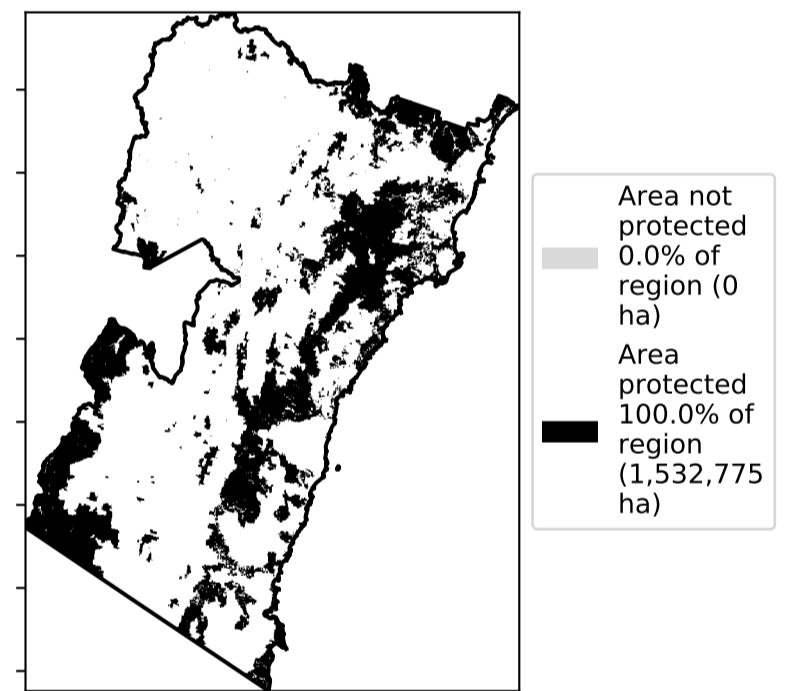 Area not
protected
0.0% of
region (0
ha)
Area
protected
100.0% of
region
(1,532,775
ha)